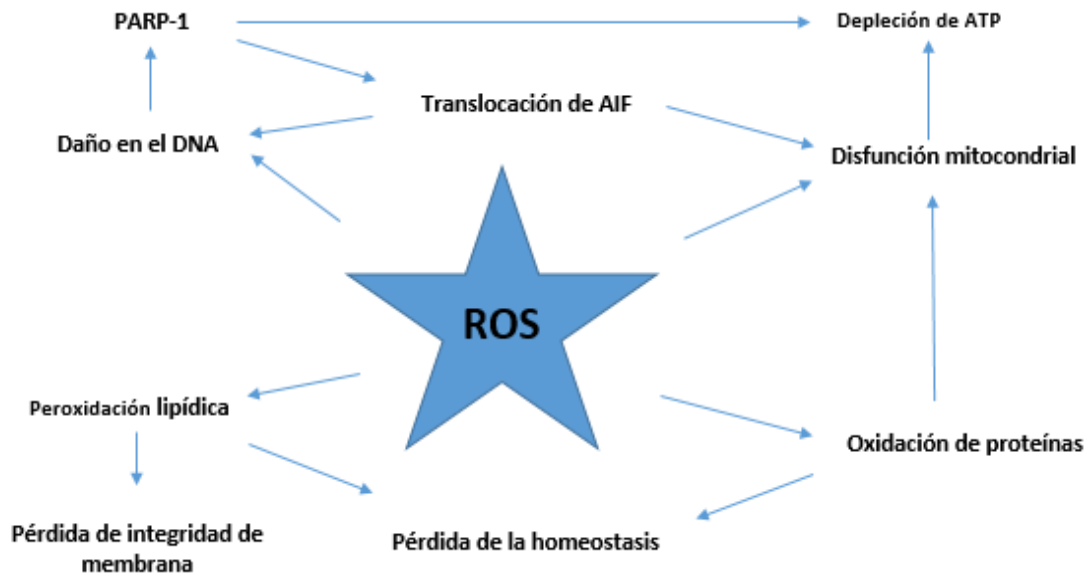 PARP-1
Depleción de ATP
Translocación de AIF
Daño en el DNA
Disfunción mitocondrial
ROS
Peroxidación lipídica
Oxidación de proteínas
Pérdida de integridad de
membrana
Pérdida de la homeostasis